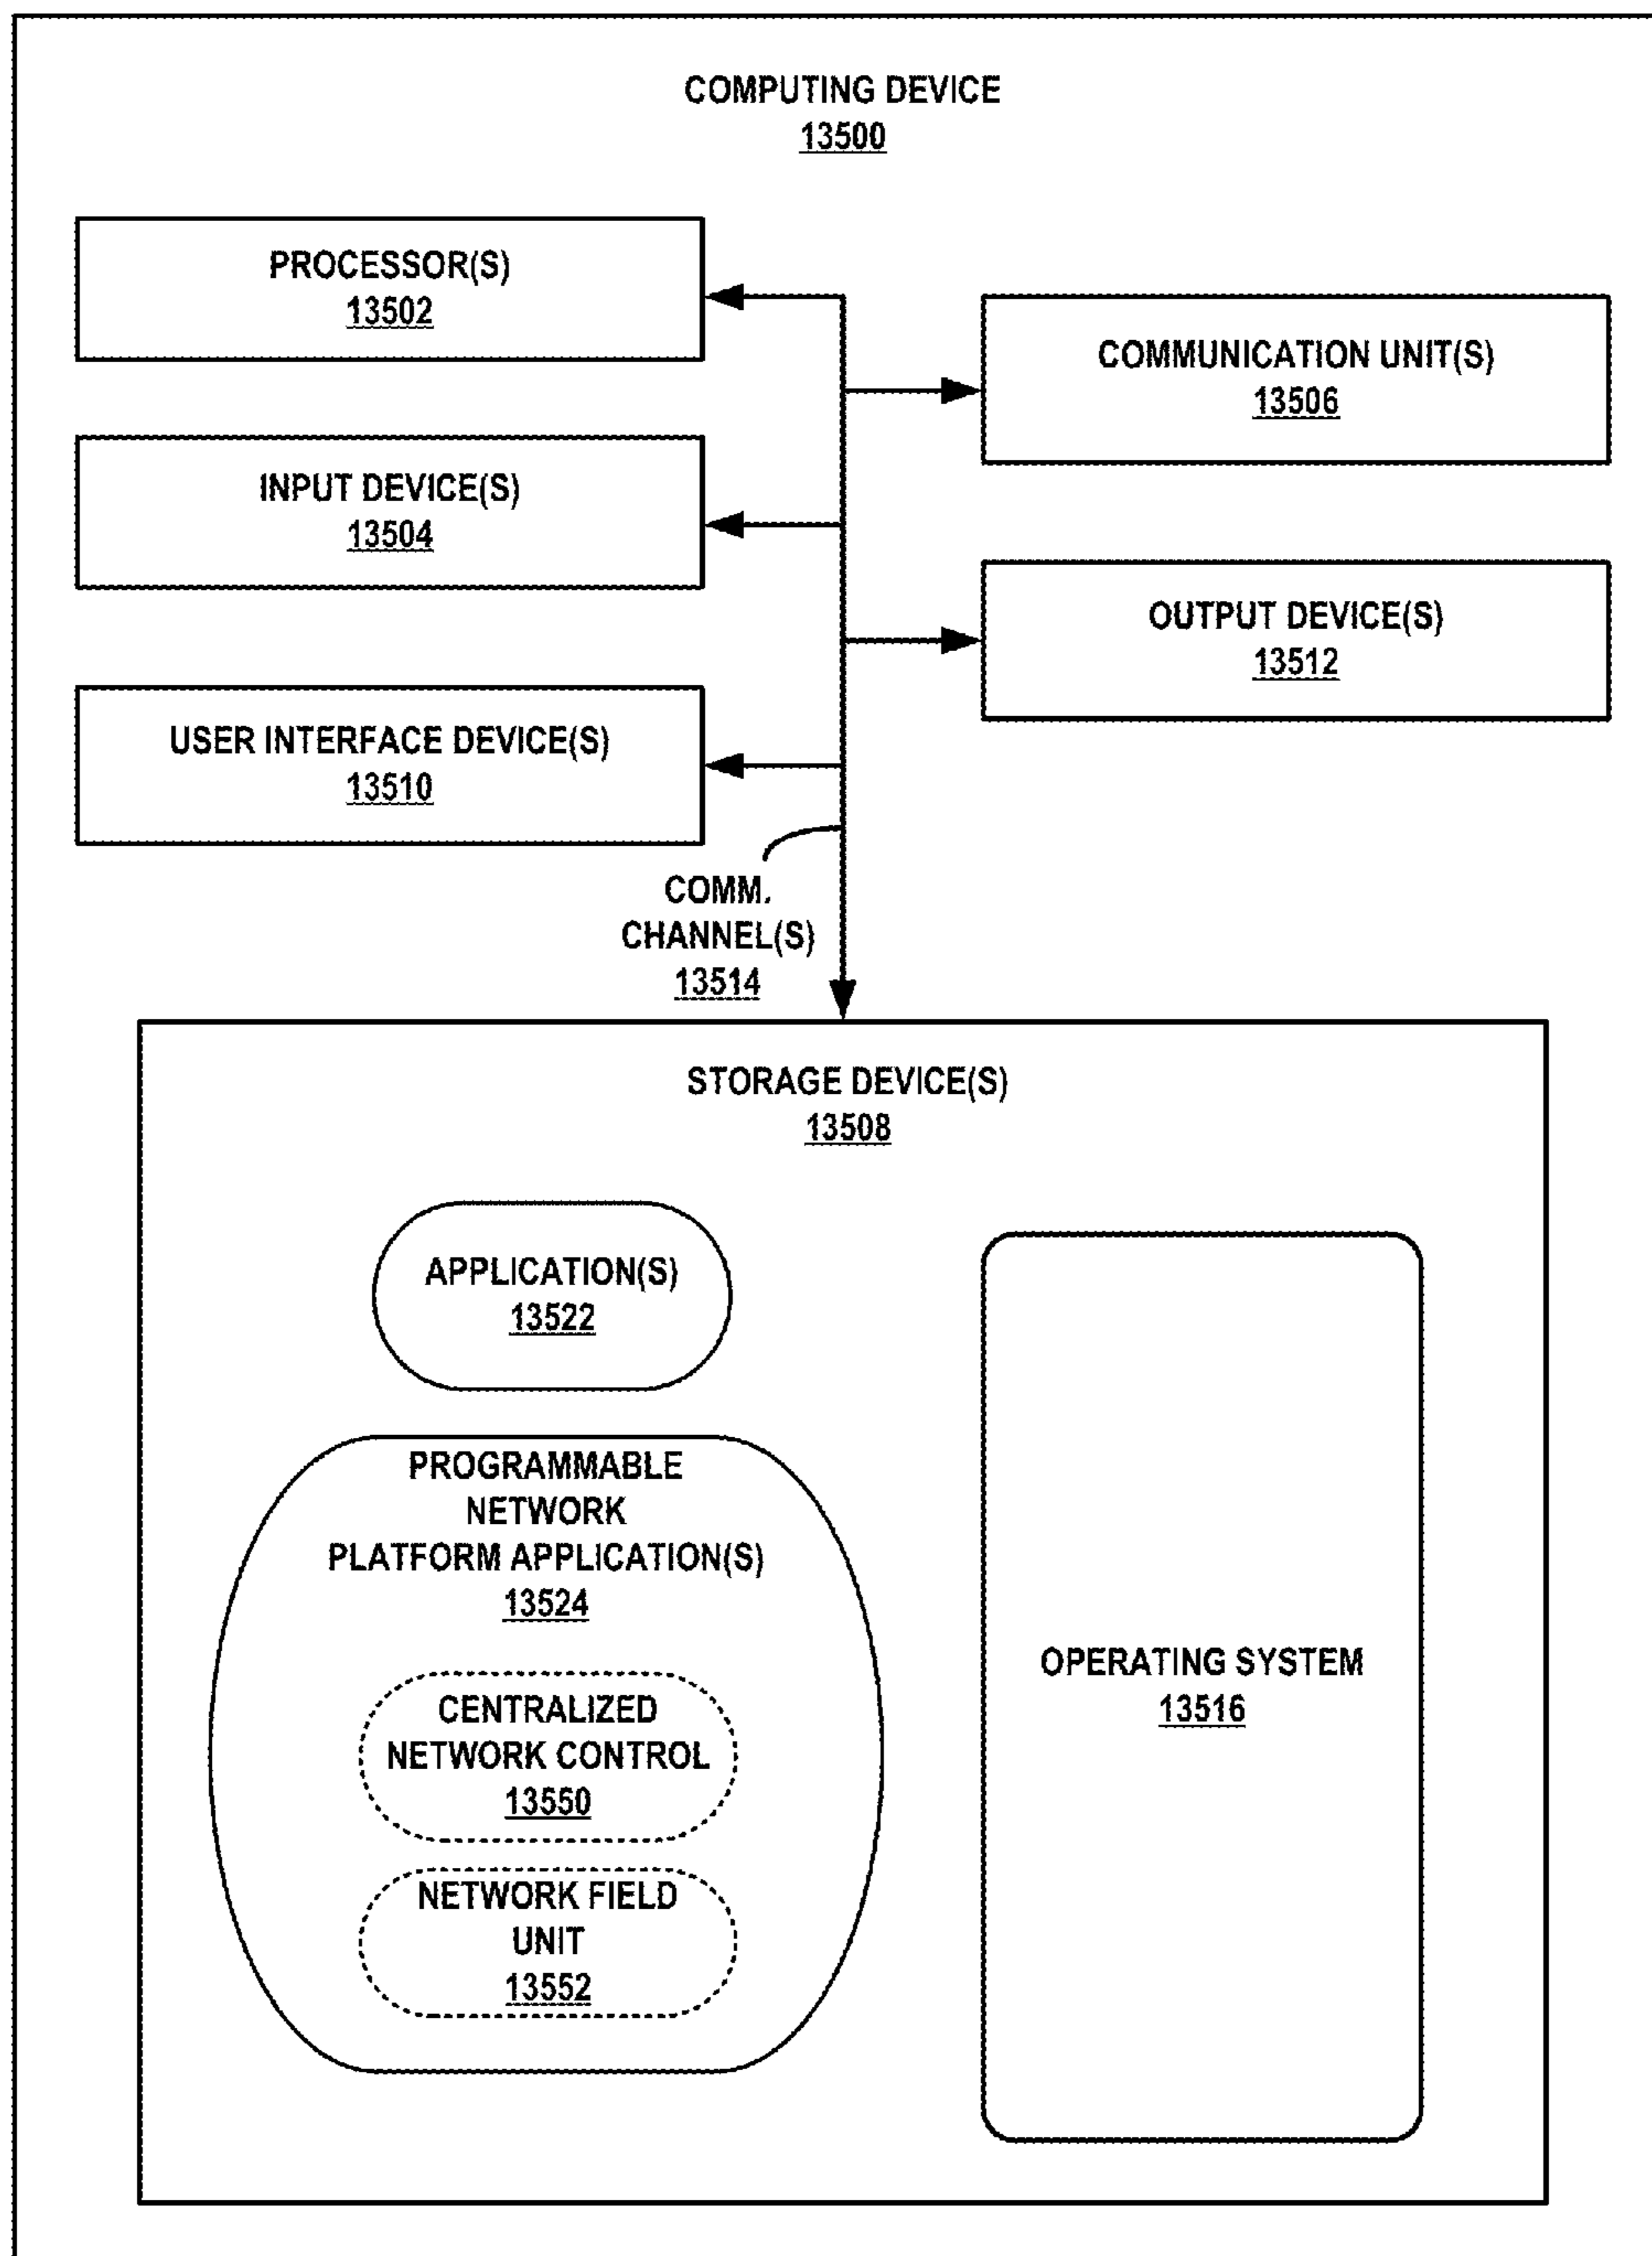 COMPUTING DEVICE
13500
PROCESSOR(S)
13502
COMMUNICATION UNIT(S)
13506
INPUT DEVICE(S)
13504
OUTPUT DEVICE(S)
13512
USER INTERFACE DEVICE(S)
13510
COMM.
CHANNEL(S)
13514
STORAGE DEVICE(S)
13508
APPLICATION(S)
13522
PROGRAMMABLE
NETWORK
PLATFORM APPLICATION(S)
13524
CENTRALIZED
NETWORK CONTROL
13550
NETWORK FIELD
UNIT
13552
OPERATING SYSTEM
13516